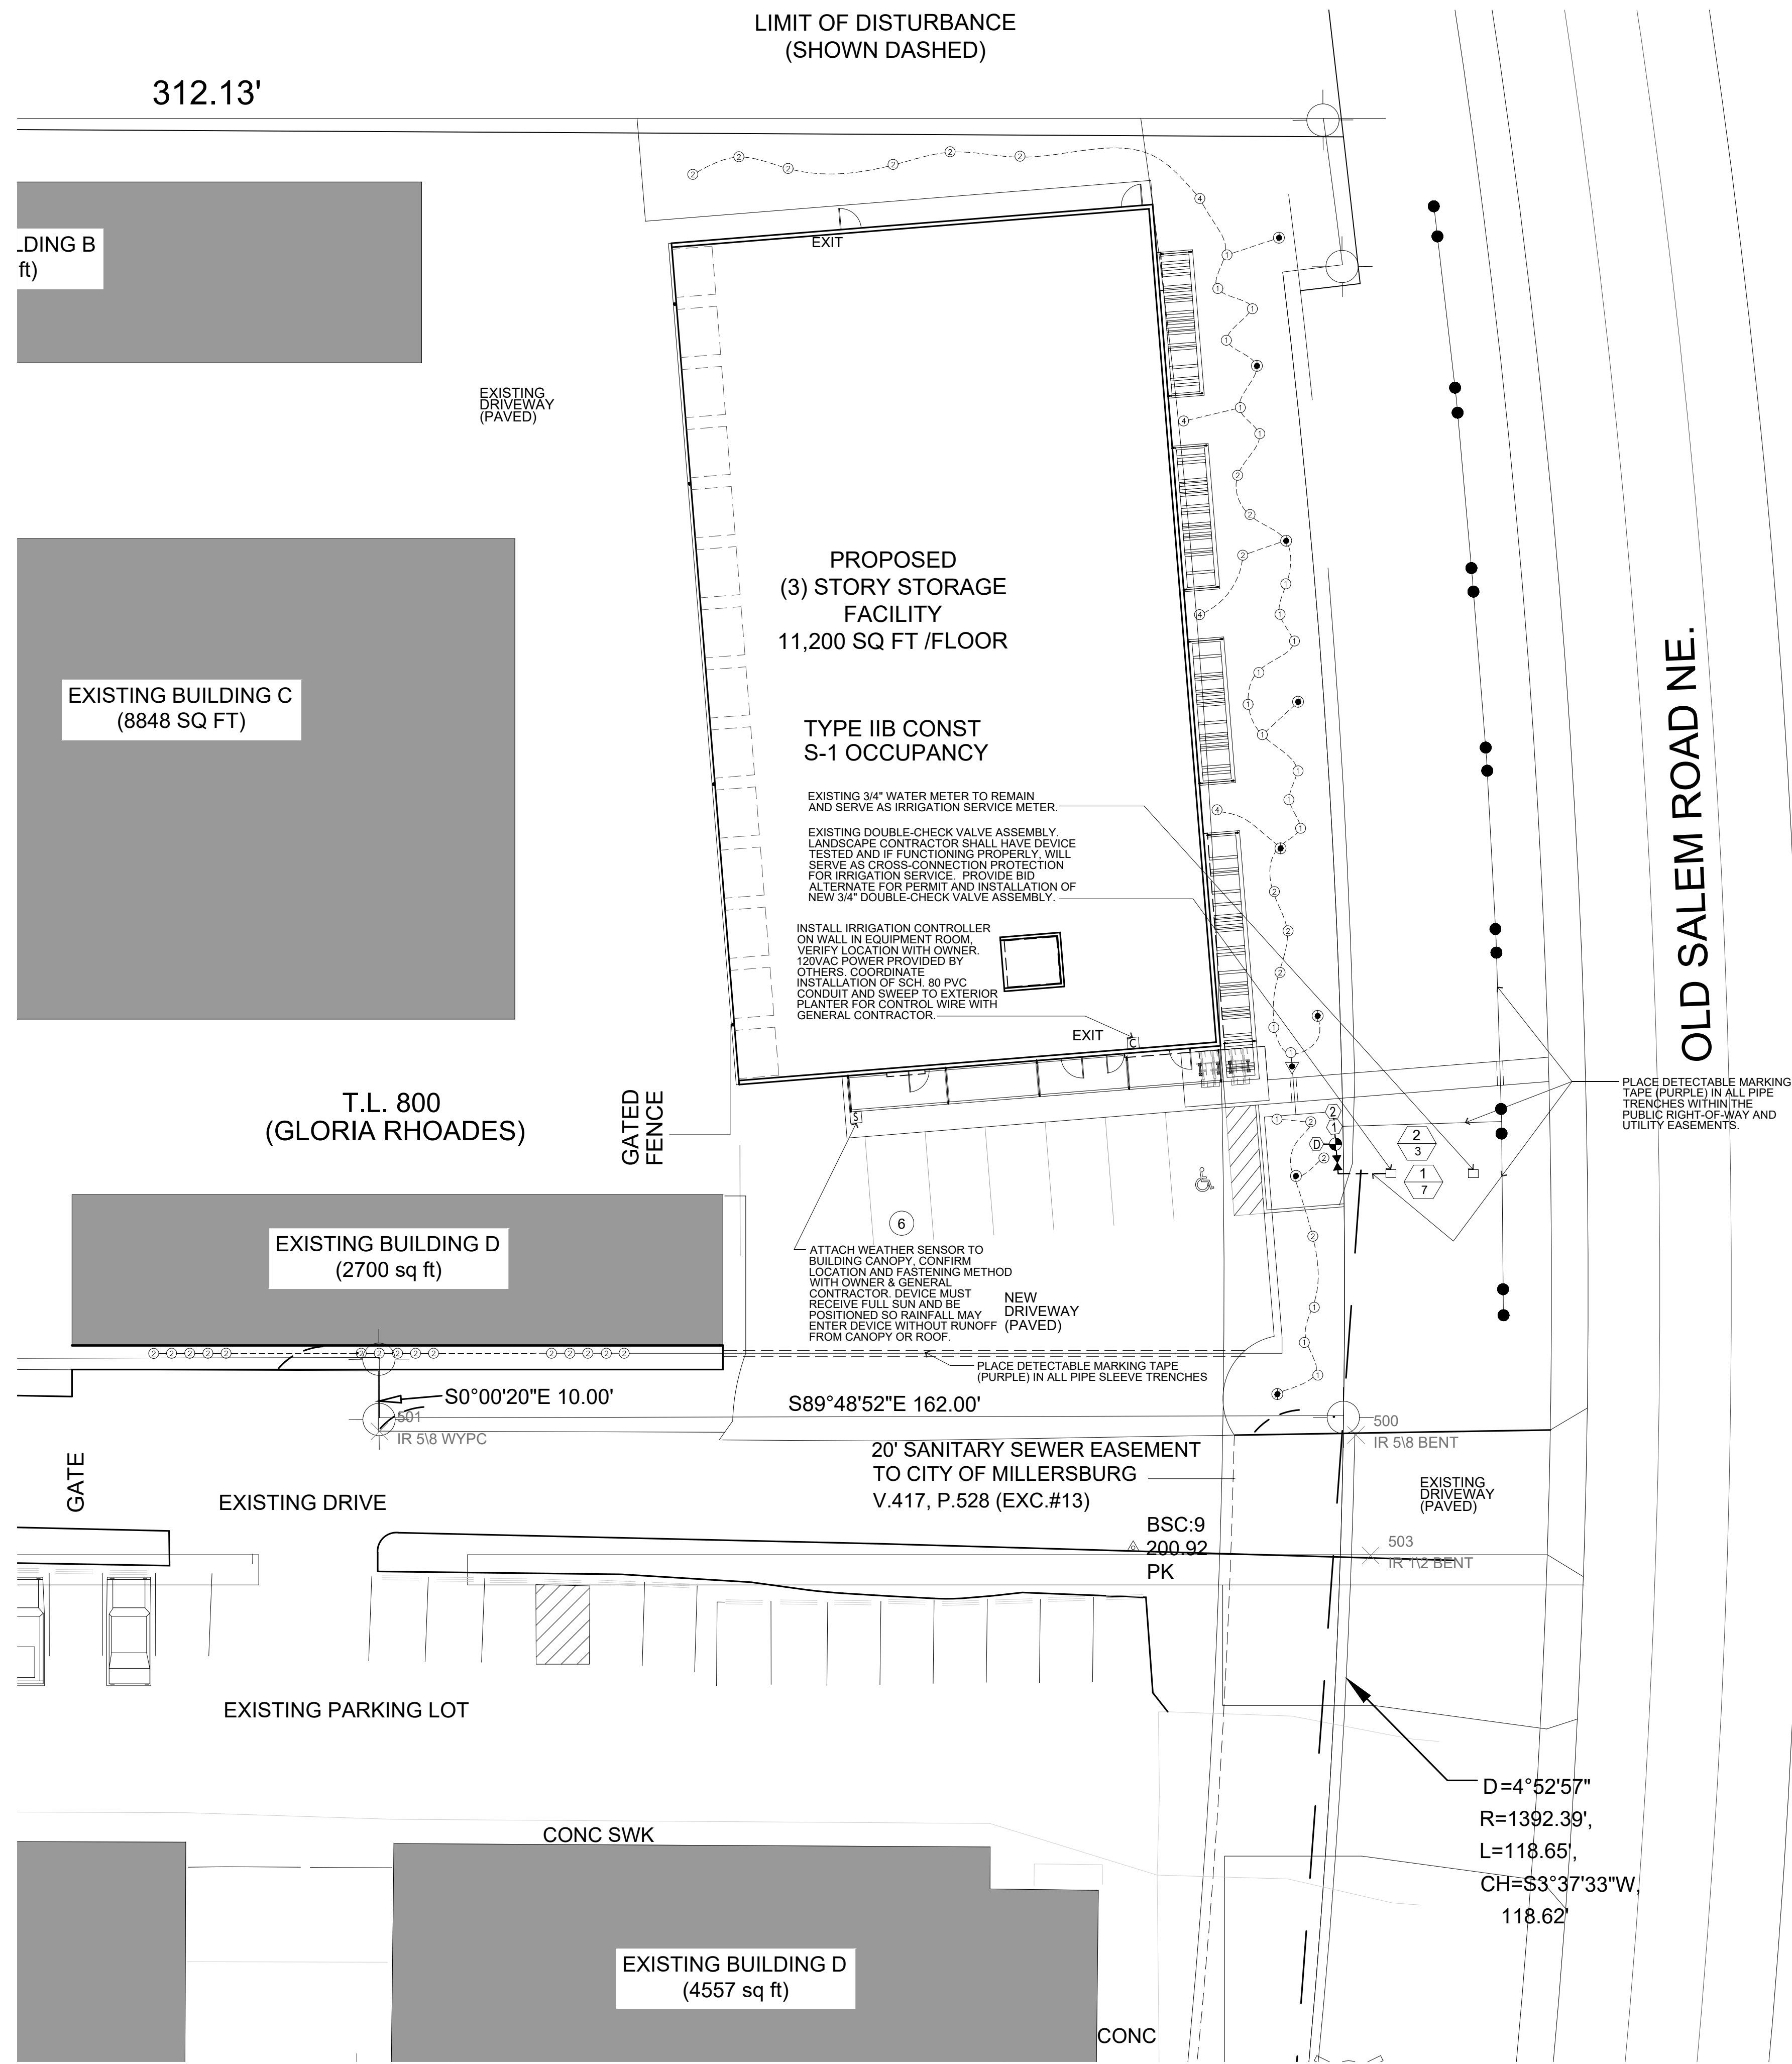 LIMIT OF DISTURBANCE
(SHOWN DASHED)
312.13'
LDING B
ft)
EXIT
EXISTING
DRIVEWAY
(PAVED)
PROPOSED
(3) STORY STORAGE
FACILITY
11,200 SQ FT /FLOOR
EXISTING BUILDING C
(8848 SQ FT)
TYPE IIB CONST
S-1 OCCUPANCY
EXISTING 3/4" WATER METER TO REMAIN
AND SERVE AS IRRIGATION SERVICE METER.
EXISTING DOUBLE-CHECK VALVE ASSEMBLY.
LANDSCAPE CONTRACTOR SHALL HAVE DEVICE
TESTED AND IF FUNCTIONING PROPERLY, WILL
SERVE AS CROSS-CONNECTION PROTECTION
FOR IRRIGATION SERVICE. PROVIDE BID
ALTERNATE FOR PERMIT AND INSTALLATION OF
NEW 3/4" DOUBLE-CHECK VALVE ASSEMBLY.
INSTALL IRRIGATION CONTROLLER
ON WALL IN EQUIPMENT ROOM,
VERIFY LOCATION WITH OWNER.
120VAC POWER PROVIDED BY
OTHERS. COORDINATE
INSTALLATION OF SCH. 80 PVC
CONDUIT AND SWEEP TO EXTERIOR
PLANTER FOR CONTROL WIRE WITH
GENERAL CONTRACTOR.
EXIT
C
OLD SALEM ROAD NE.
PLACE DETECTABLE MARKING
TAPE (PURPLE) IN ALL PIPE
TRENCHES WITHIN THE
PUBLIC RIGHT-OF-WAY AND
UTILITY EASEMENTS.
T.L. 800
(GLORIA RHOADES)
GATED
FENCE
S
2
1
D
2
3
1
7
6
EXISTING BUILDING D
(2700 sq ft)
ATTACH WEATHER SENSOR TO
BUILDING CANOPY, CONFIRM
LOCATION AND FASTENING METHOD
WITH OWNER & GENERAL
CONTRACTOR. DEVICE MUST
RECEIVE FULL SUN AND BE
POSITIONED SO RAINFALL MAY
ENTER DEVICE WITHOUT RUNOFF
FROM CANOPY OR ROOF.
NEW
DRIVEWAY
(PAVED)
PLACE DETECTABLE MARKING TAPE
(PURPLE) IN ALL PIPE SLEEVE TRENCHES
S0°00'20"E 10.00'
S89°48'52"E 162.00'
501
IR 5\8 WYPC
500
IR 5\8 BENT
20' SANITARY SEWER EASEMENT
TO CITY OF MILLERSBURG
V.417, P.528 (EXC.#13)
GATE
EXISTING DRIVE
EXISTING
DRIVEWAY
(PAVED)
BSC:9
200.92
PK
503
IR 1\2 BENT
EXISTING PARKING LOT
D=4°52'57"
R=1392.39',
L=118.65',
CH=S3°37'33"W,
118.62'
CONC SWK
EXISTING BUILDING D
(4557 sq ft)
CONC